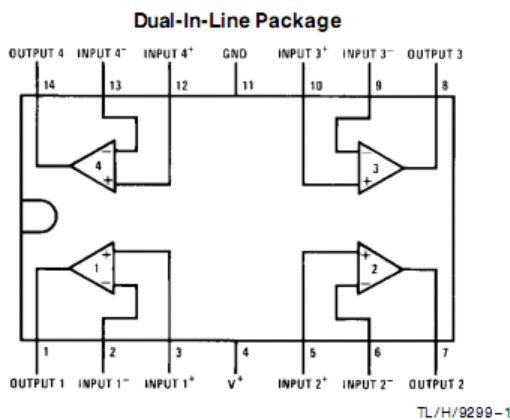 Dual-In-Line Package
OUTPUT 4 INPUT 4⁻ INPUT 4⁺ GND INPUT 3⁺ INPUT 3⁻ OUTPUT 3
14 13 12 11 10 9 8
− −
4 3
+ +
+ +
1 2
− −
1 2 3 4 5 6 7
OUTPUT 1 INPUT 1⁻ INPUT 1⁺ V⁺ INPUT 2⁺ INPUT 2⁻ OUTPUT 2
TL/H/9299–1